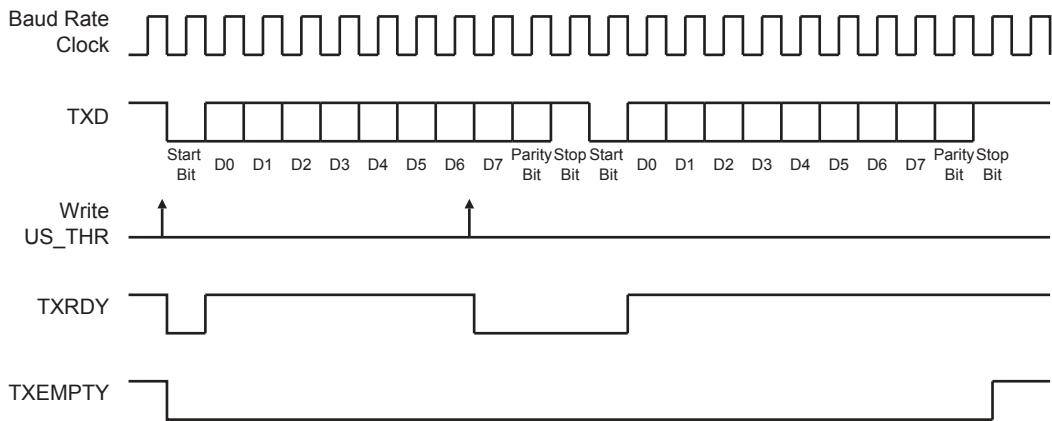 Baud Rate
Clock
TXD
Start
Bit
D0
D1
D2
D3
D4
D5
D6
D7
Parity
Bit
Stop
Bit
Start
Bit
D0
D1
D2
D3
D4
D5
D6
D7
Parity
Bit
Stop
Bit
Write
US_THR
TXRDY
TXEMPTY